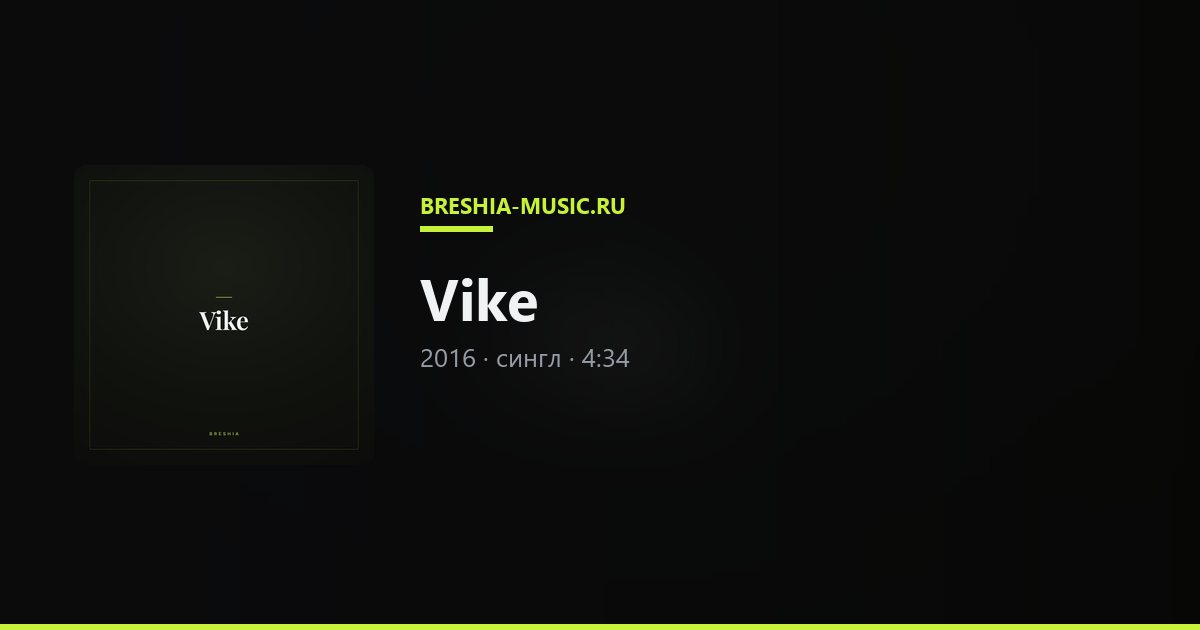 Vike
BRESHIA
BRESHIA-MUSIC.RU
Vike
2016 · сингл · 4:34